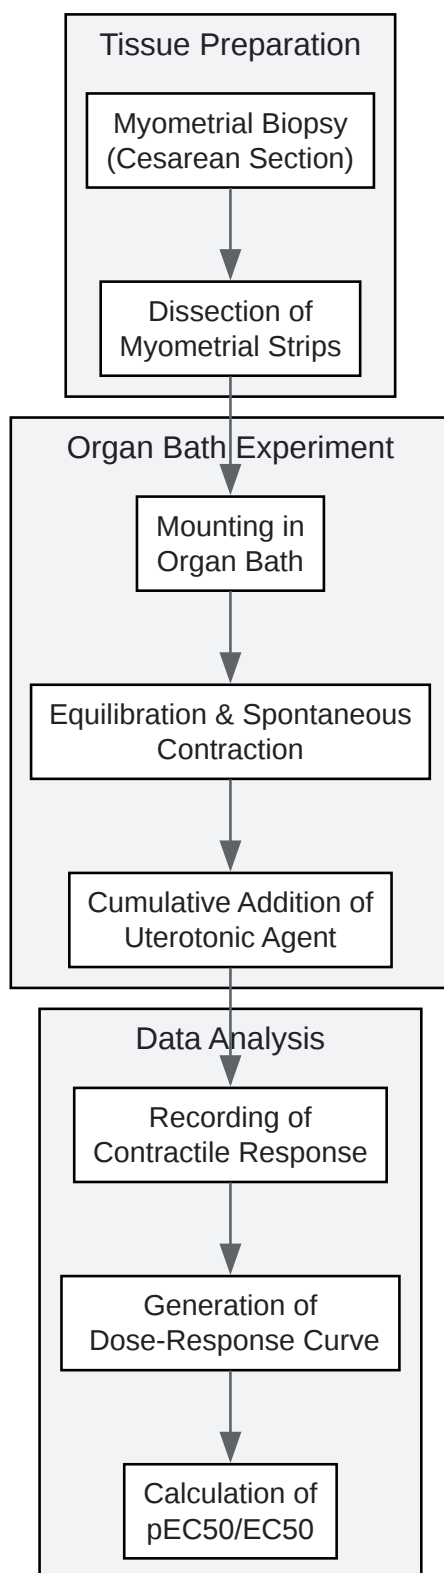 Tissue Preparation
Myometrial Biopsy
(Cesarean Section)
Dissection of
Myometrial Strips
Organ Bath Experiment
Mounting in
Organ Bath
Equilibration & Spontaneous
Contraction
Cumulative Addition of
Uterotonic Agent
Data Analysis
Recording of
Contractile Response
Generation of
Dose-Response Curve
Calculation of
pEC50/EC50